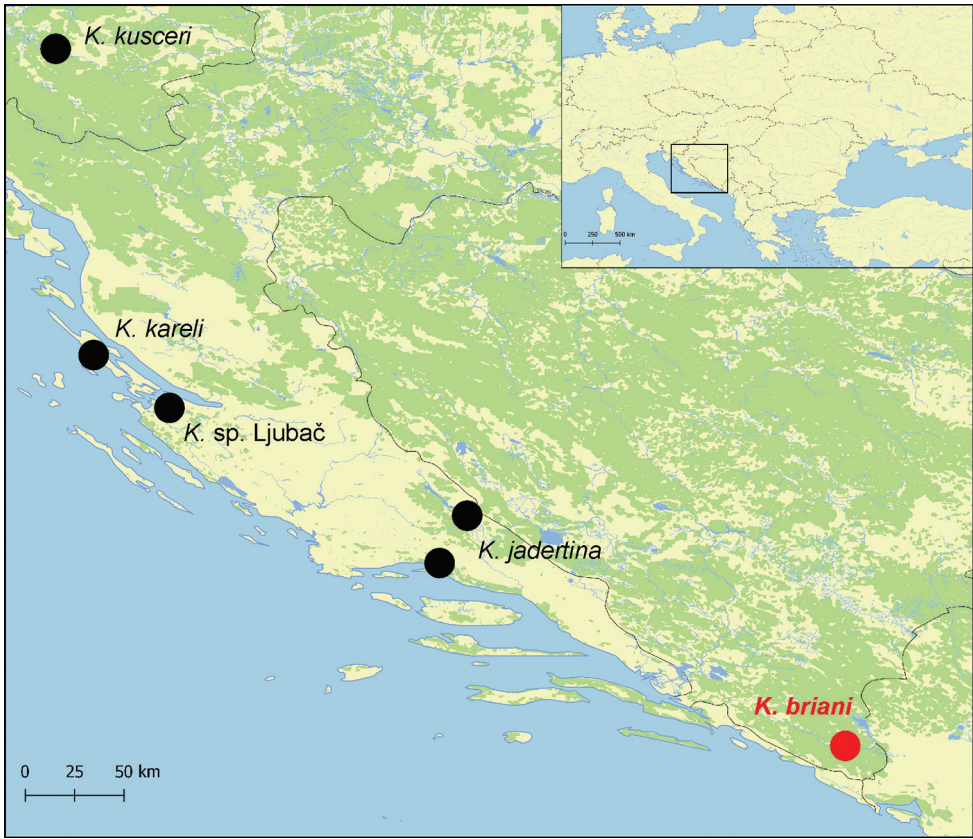 K. kusceri
0 250 500 km
K. kareli
K. sp. Ljubač
K. jadertina
K. briani
0 25 50 km